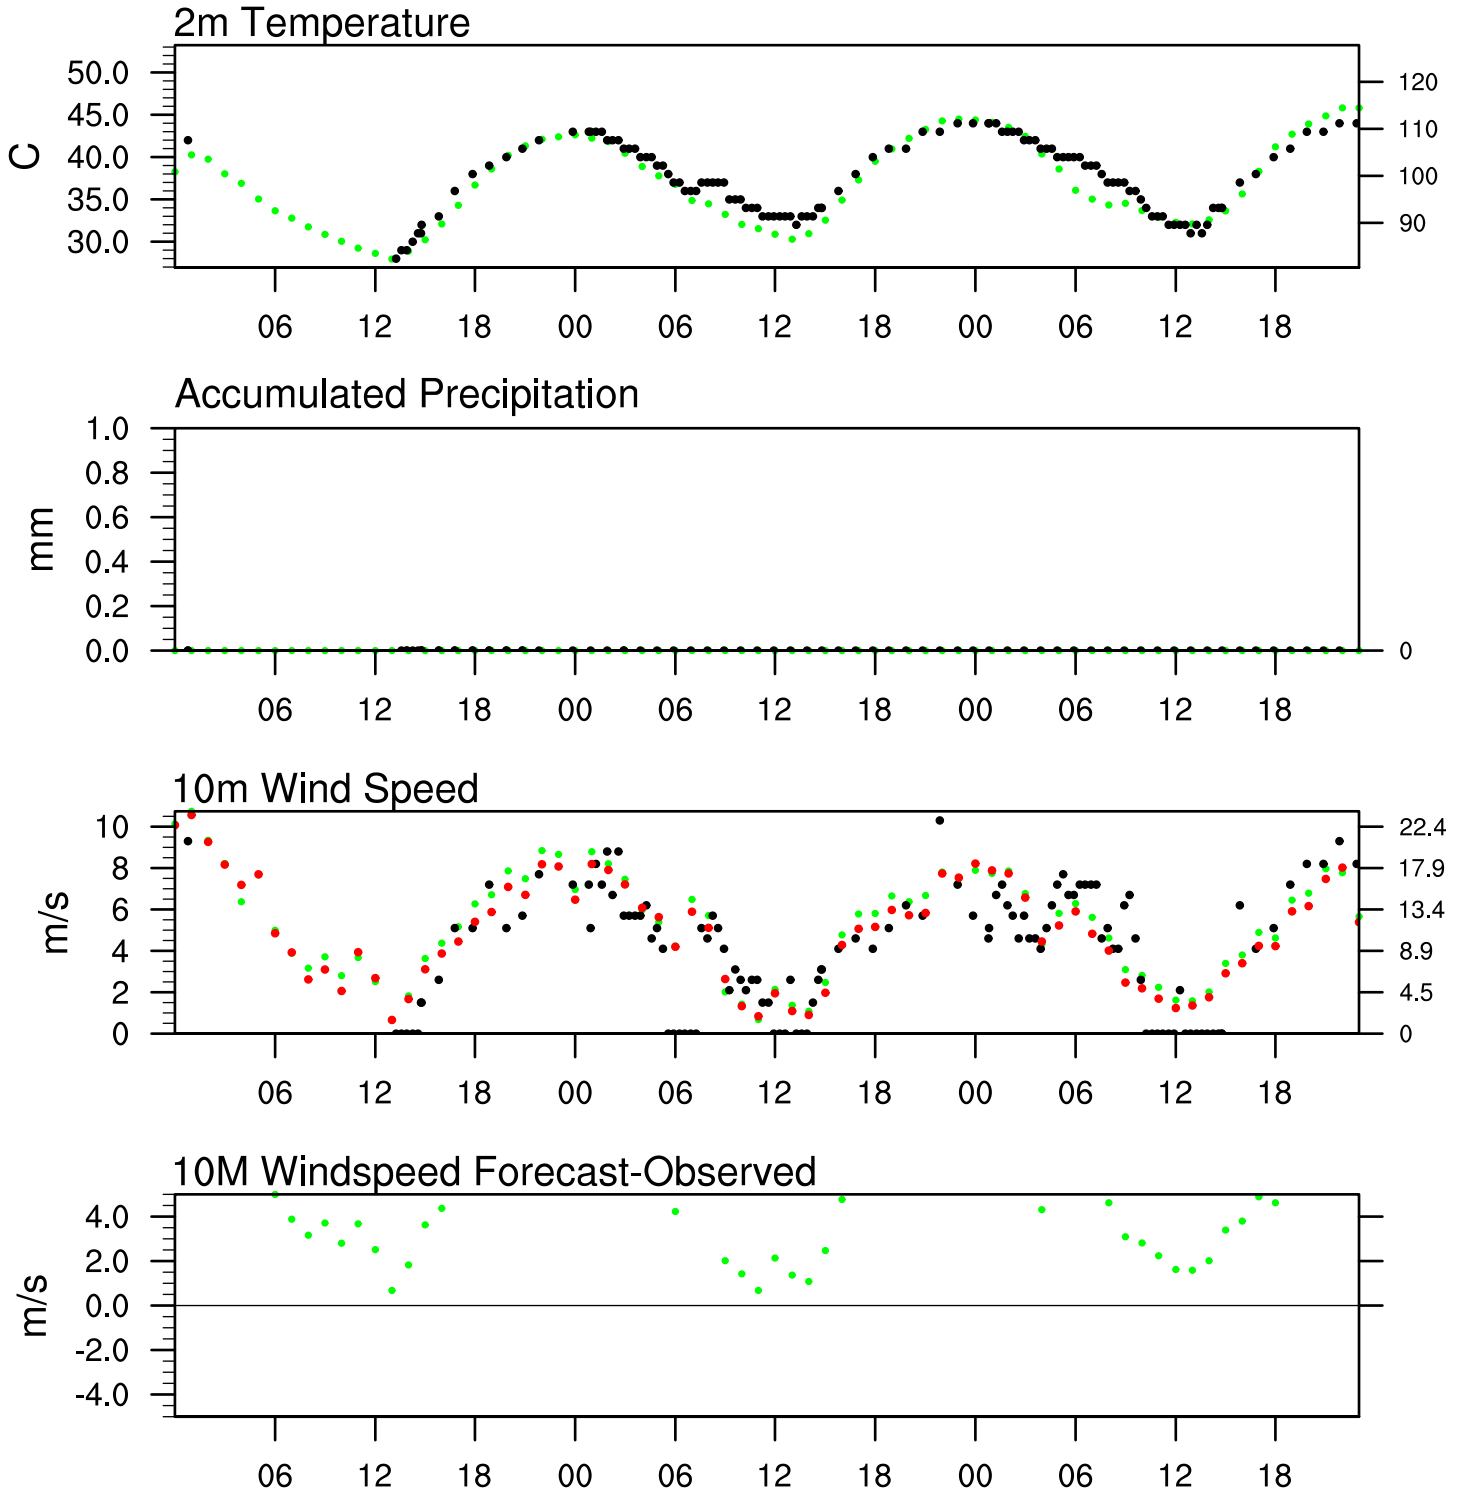 2m Temperature
50.0 120
45.0 110
40.0
C
35.0 100
30.0 90
06 12 18 00 06 12 18 00 06 12 18
Accumulated Precipitation
1.0
0.8
0.6
mm
0.4
0.2
0.0 0
06 12 18 00 06 12 18 00 06 12 18
10m Wind Speed
10 22.4
8 17.9
6 13.4
m/s
4 8.9
2 4.5
0 0
06 12 18 00 06 12 18 00 06 12 18
10M Windspeed Forecast-Observed
4.0
2.0
0.0
m/s
-2.0
-4.0
06 12 18 00 06 12 18 00 06 12 18